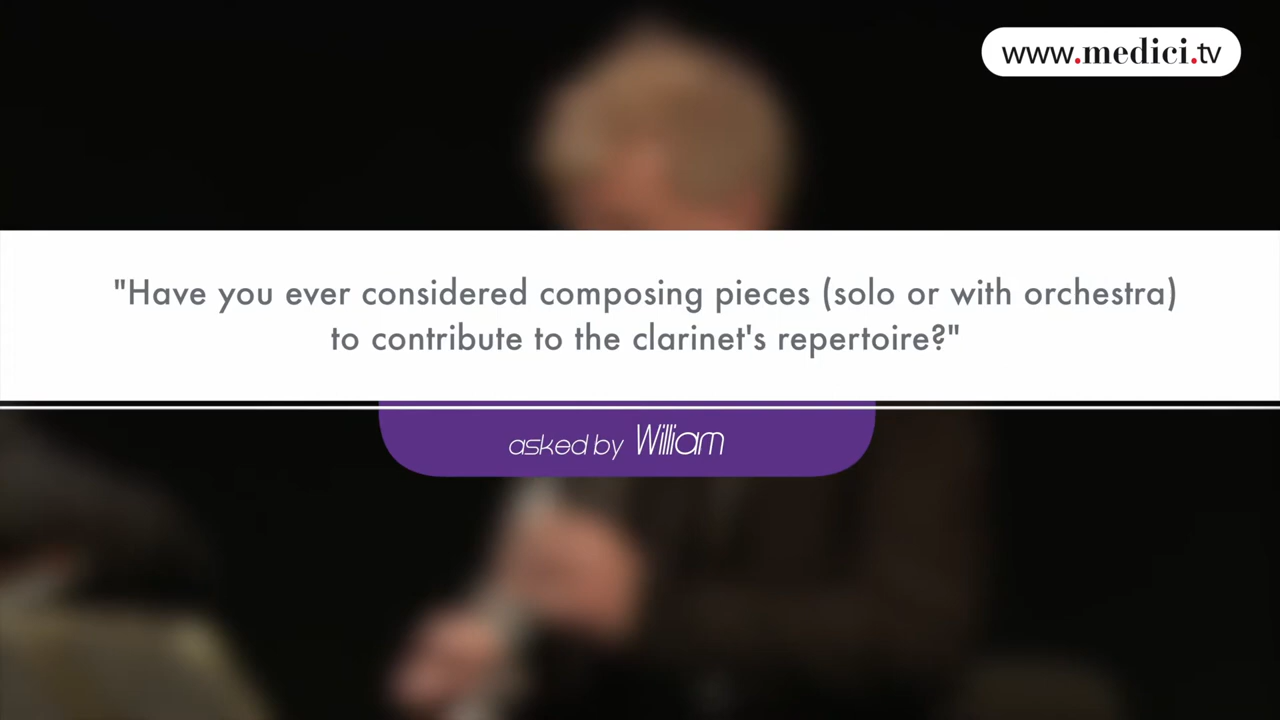 www.medici.tv
"Have you ever considered composing pieces (solo or with orchestra)
to contribute to the clarinet's repertoire?"
asked by William